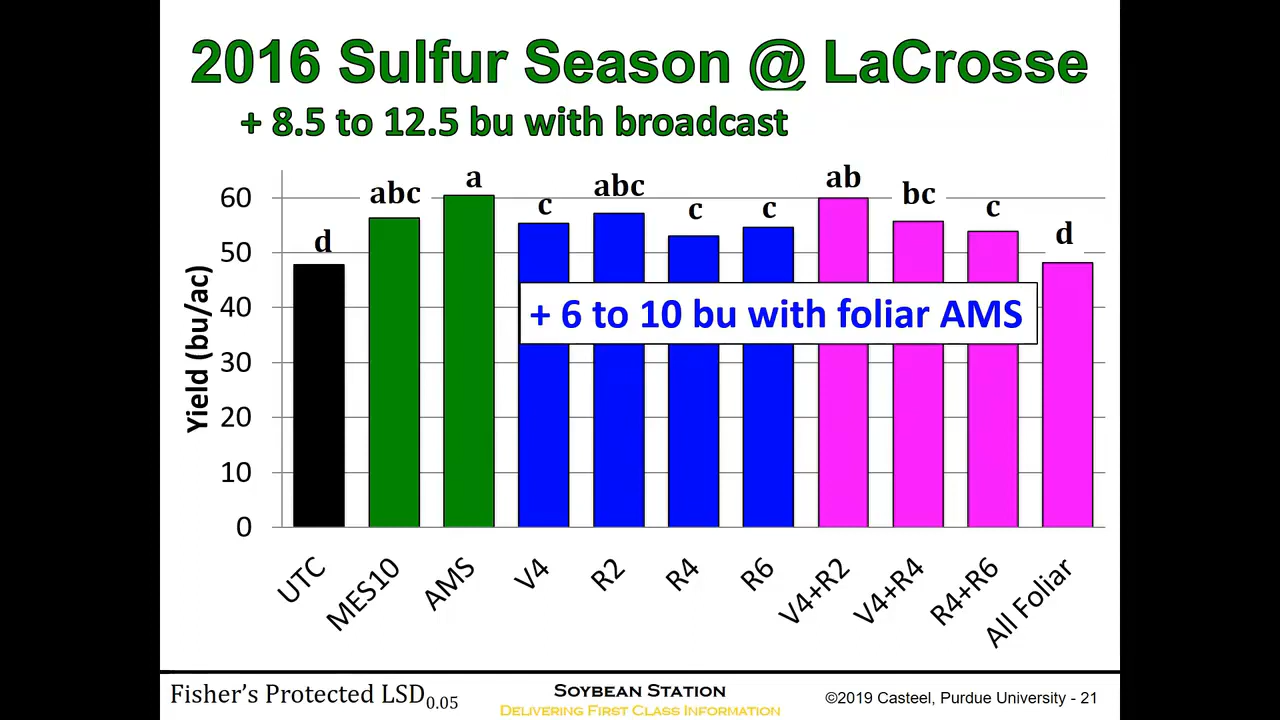 2016 Sulfur Season @ LaCrosse
+ 8.5 to 12.5 bu with broadcast
d
abc
a
c
abc
c
c
ab
bc
c
d
Yield (bu/ac)
60
50
40
30
20
10
0
+ 6 to 10 bu with foliar AMS
UTC
MES10
AMS
V4
R2
R4
R6
V4+R2
V4+R4
R4+R6
All Foliar
Fisher’s Protected LSD0.05
Soybean Station
Delivering First Class Information
©2019 Casteel, Purdue University - 21